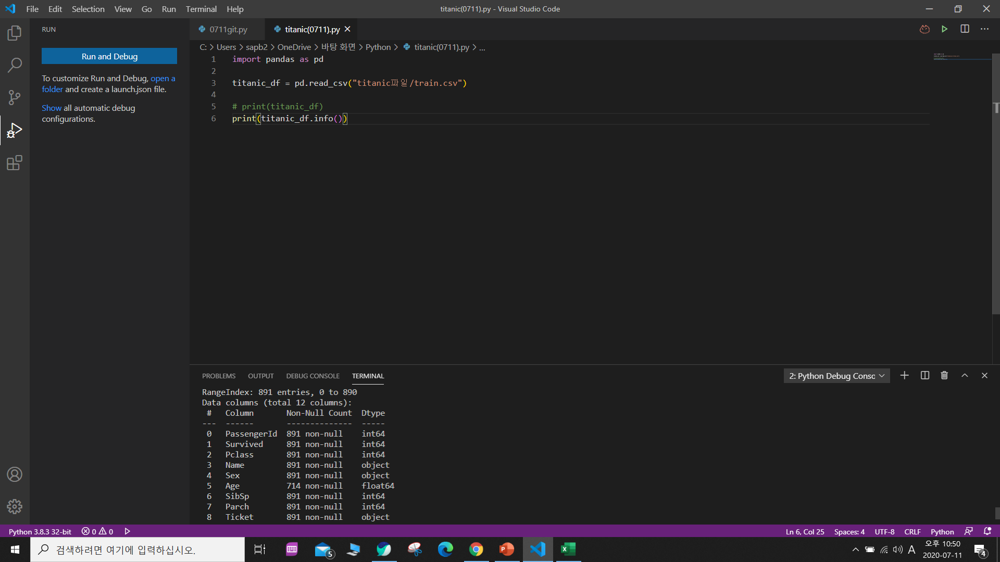 File Edit Selection View Go Run Terminal Help
titanic(0711).py - Visual Studio Code
RUN
Run and Debug
To customize Run and Debug, open a
folder and create a launch.json file.
Show all automatic debug
configurations.
0711git.py
titanic(0711).py
C: > Users > sapb2 > OneDrive > 바탕 화면 > Python > titanic(0711).py > ...
1 import pandas as pd
2
3 titanic_df = pd.read_csv("titanic파일/train.csv")
4
5 # print(titanic_df)
6 print(titanic_df.info())
PROBLEMS OUTPUT DEBUG CONSOLE TERMINAL
2: Python Debug Consc
RangeIndex: 891 entries, 0 to 890
Data columns (total 12 columns):
# Column Non-Null Count Dtype
--- ------ -------------- -----
0 PassengerId 891 non-null int64
1 Survived 891 non-null int64
2 Pclass 891 non-null int64
3 Name 891 non-null object
4 Sex 891 non-null object
5 Age 714 non-null float64
6 SibSp 891 non-null int64
7 Parch 891 non-null int64
8 Ticket 891 non-null object
Python 3.8.3 32-bit 0 0
Ln 6, Col 25 Spaces: 4 UTF-8 CRLF Python
검색하려면 여기에 입력하십시오.
5
A
오후 10:50
2020-07-11
4